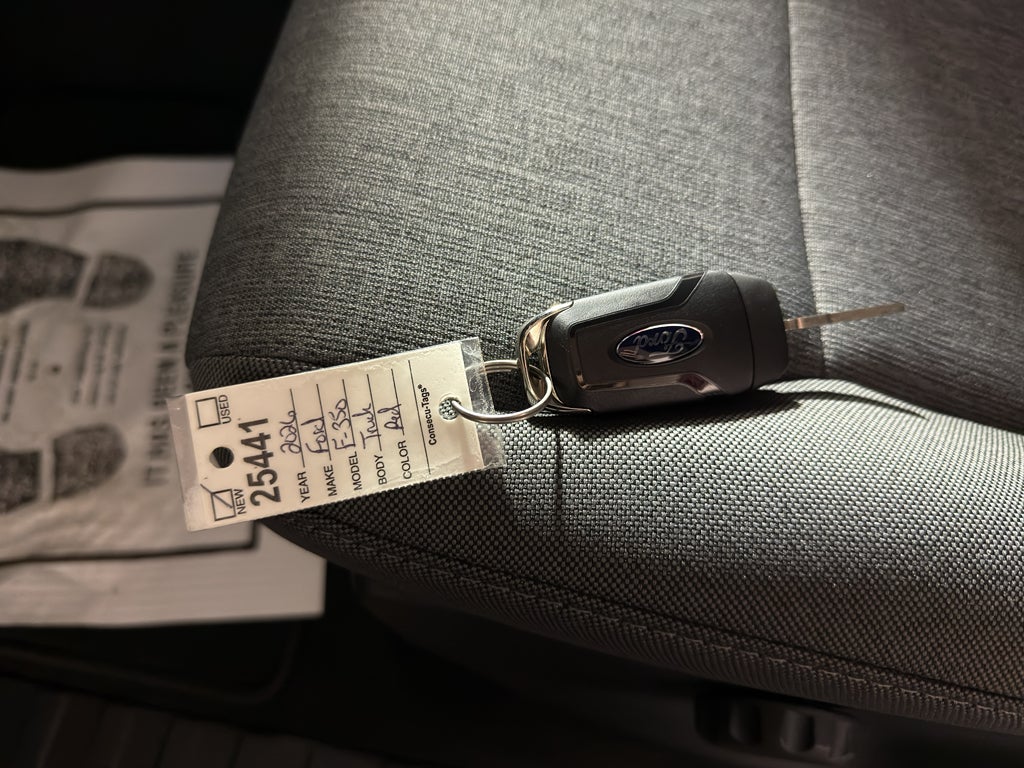 NEW
USED
25441
YEAR 2026
MAKE Ford
MODEL F-350
BODY Truck
COLOR Red
Consecu-Tags®
Ford
IT HAS BEEN A PLEASURE